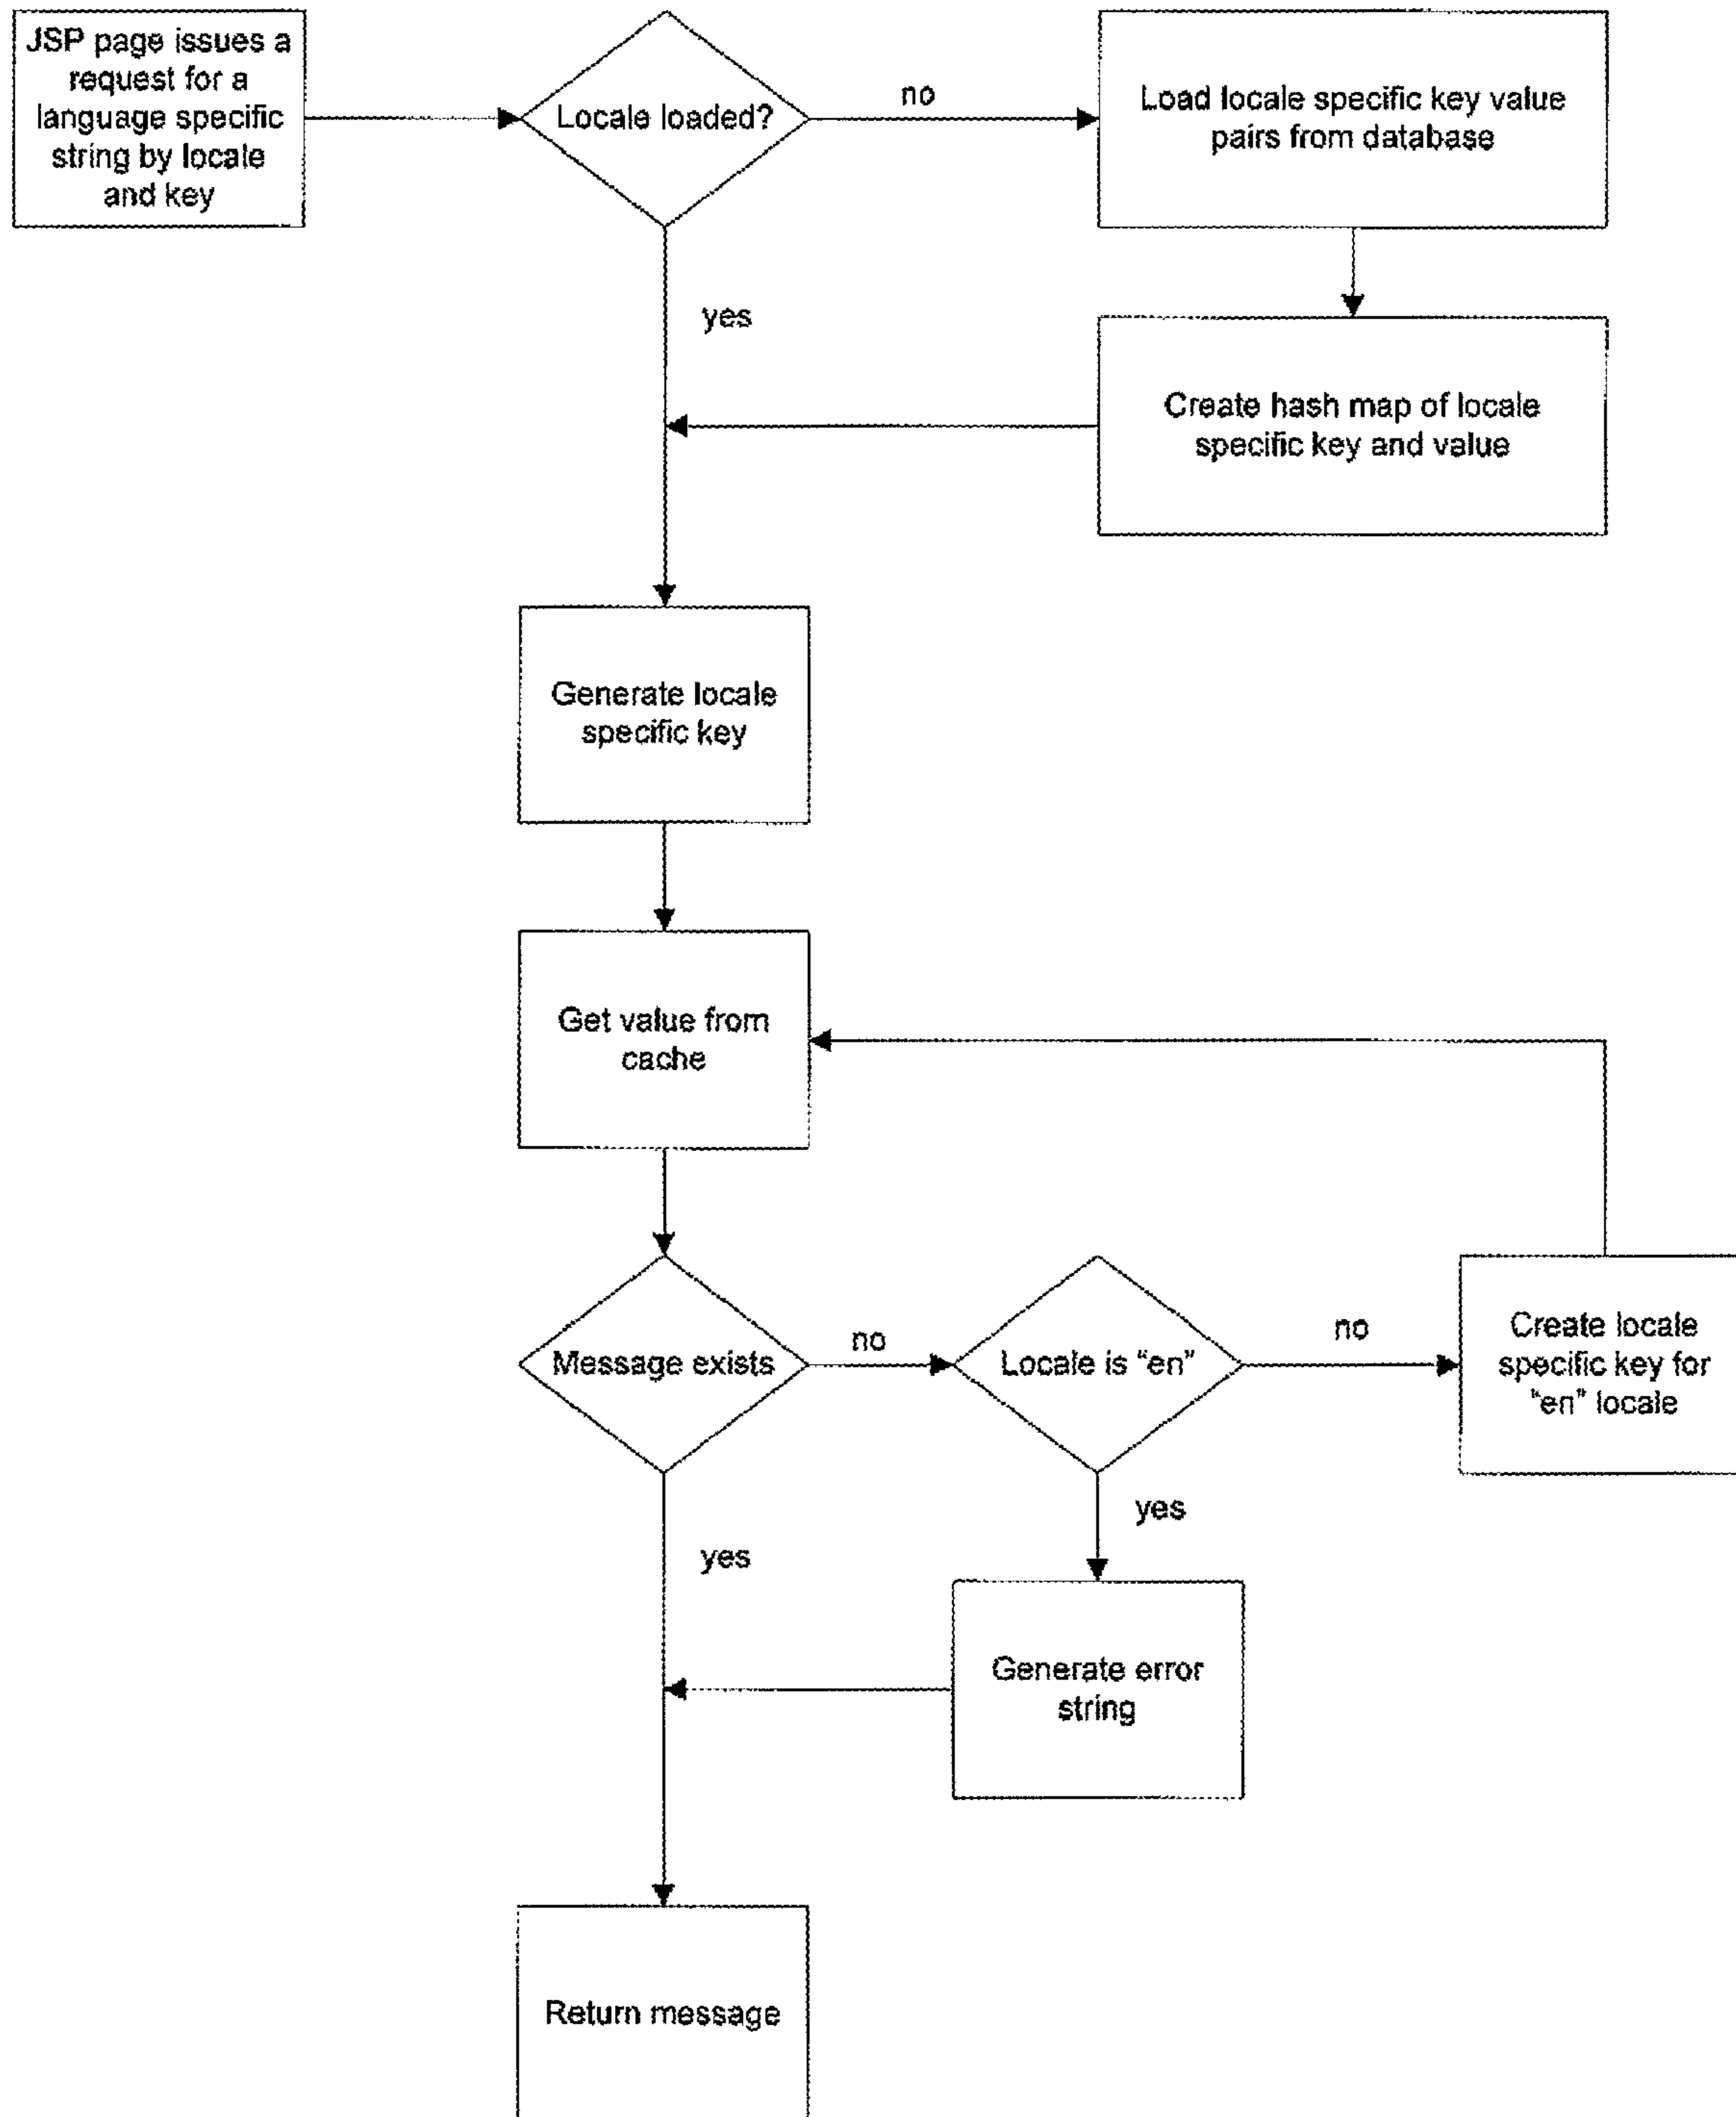 JSP page issues a
request for a
language specific
string by locale
and key
Locale loaded?
no
Load locale specific key value
pairs from database
yes
Create hash map of locale
specific key and value
Generate locale
specific key
Get value from
cache
Message exists
no
Locale is “en”
no
Create locale
specific key for
“en” locale
yes
yes
Generate error
string
Return message